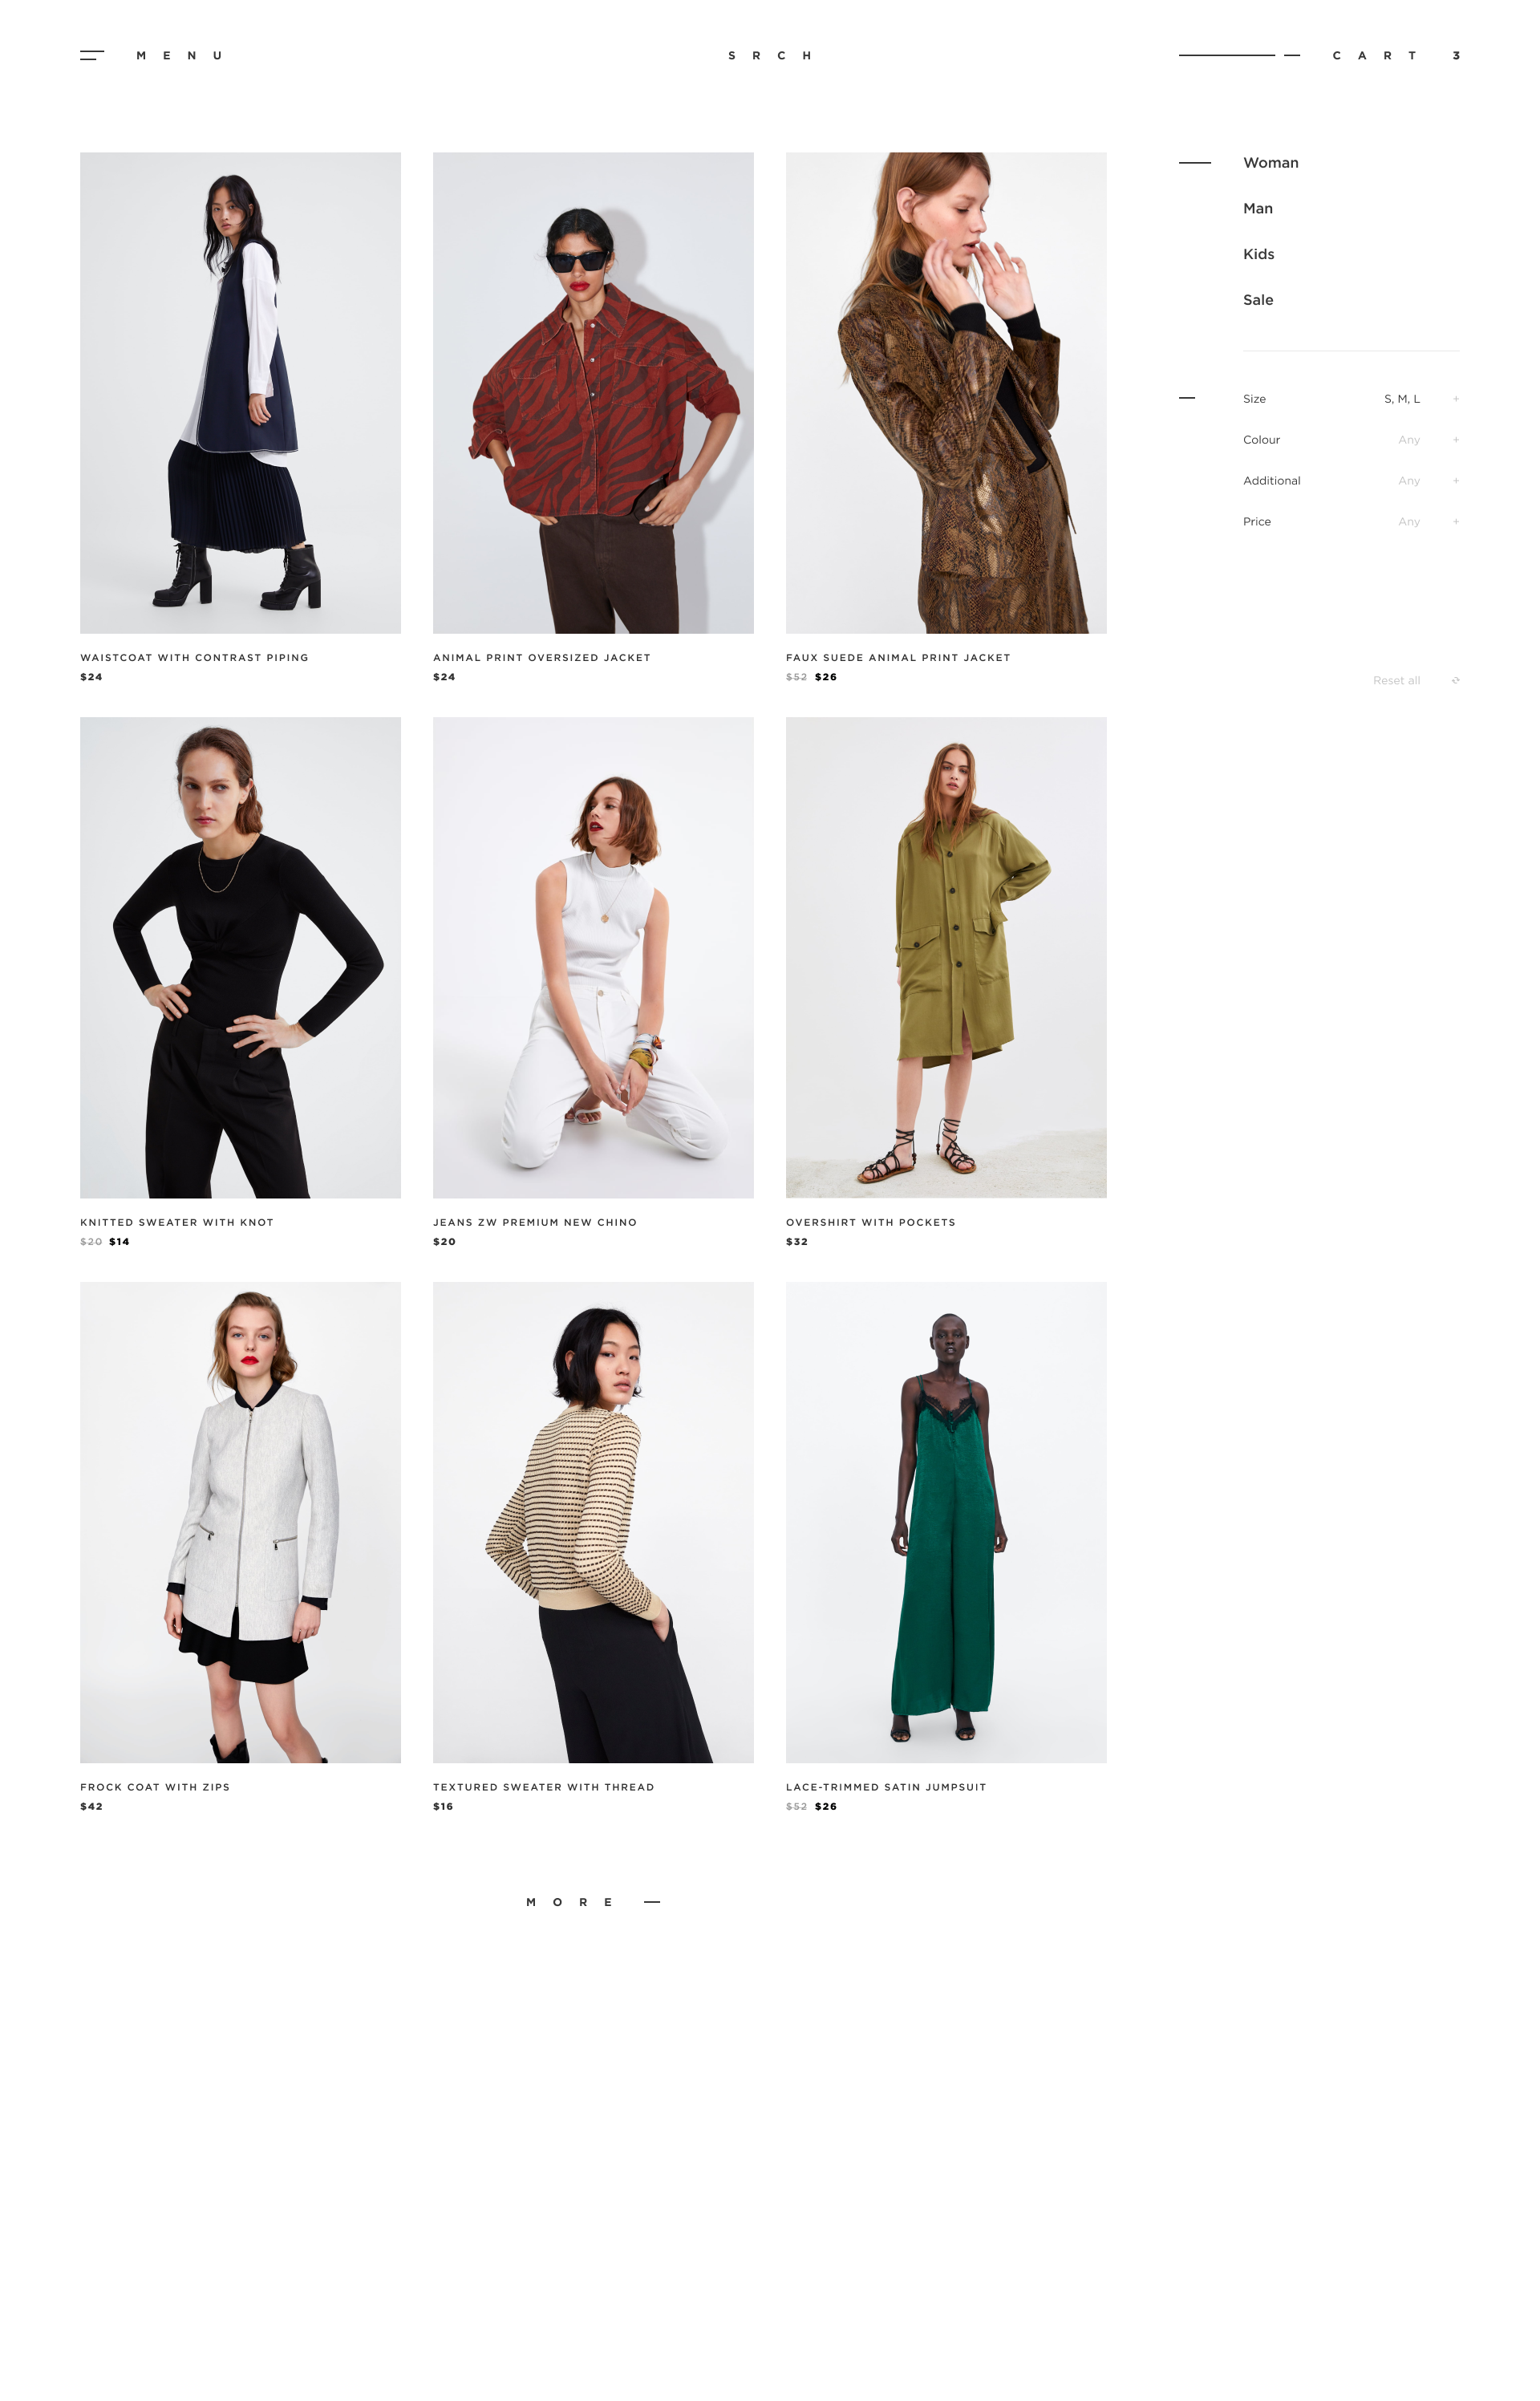 MENU
SRCH
CART 3
Woman
Man
Kids
Sale
Size S, M, L +
Colour Any +
Additional Any +
Price Any +
Reset all
WAISTCOAT WITH CONTRAST PIPING
$24
ANIMAL PRINT OVERSIZED JACKET
$24
FAUX SUEDE ANIMAL PRINT JACKET
$52 $26
KNITTED SWEATER WITH KNOT
$20 $14
JEANS ZW PREMIUM NEW CHINO
$20
OVERSHIRT WITH POCKETS
$32
FROCK COAT WITH ZIPS
$42
TEXTURED SWEATER WITH THREAD
$16
LACE-TRIMMED SATIN JUMPSUIT
$52 $26
MORE